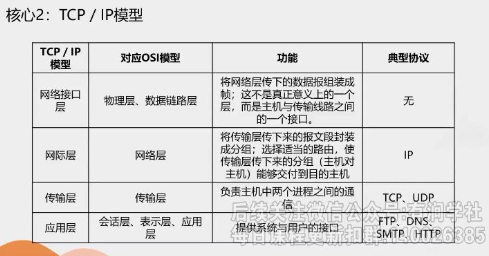 核心2：TCP / IP模型
TCP / IP
模型
对应OSI模型
功能
典型协议
网络接口
层
物理层、数据链路层
将网络层传下的数据报组装成
帧；这不是真正意义上的一个
层，而是主机与传输线路之间
的一个接口。
无
网际层
网络层
将传输层传下来的报文段封装
成分组；选择适当的路由，使
传输层传下来的分组（主机对
主机）能够交付到目的主机
IP
传输层
传输层
负责主机中两个进程之间的通
信
TCP、UDP
应用层
会话层、表示层、应用
层
提供系统与用户的接口
FTP、DNS、
SMTP、HTTP
后续关注微信公众号:有润学社